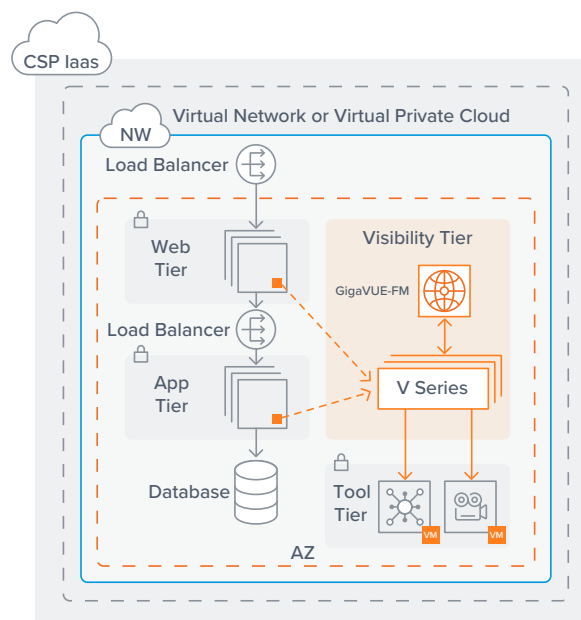 CSP Iaas
Virtual Network or Virtual Private Cloud
NW
Load Balancer
Web
Tier
Visibility Tier
GigaVUE-FM
Load Balancer
App
Tier
V Series
Database
Tool
Tier
VM
VM
AZ